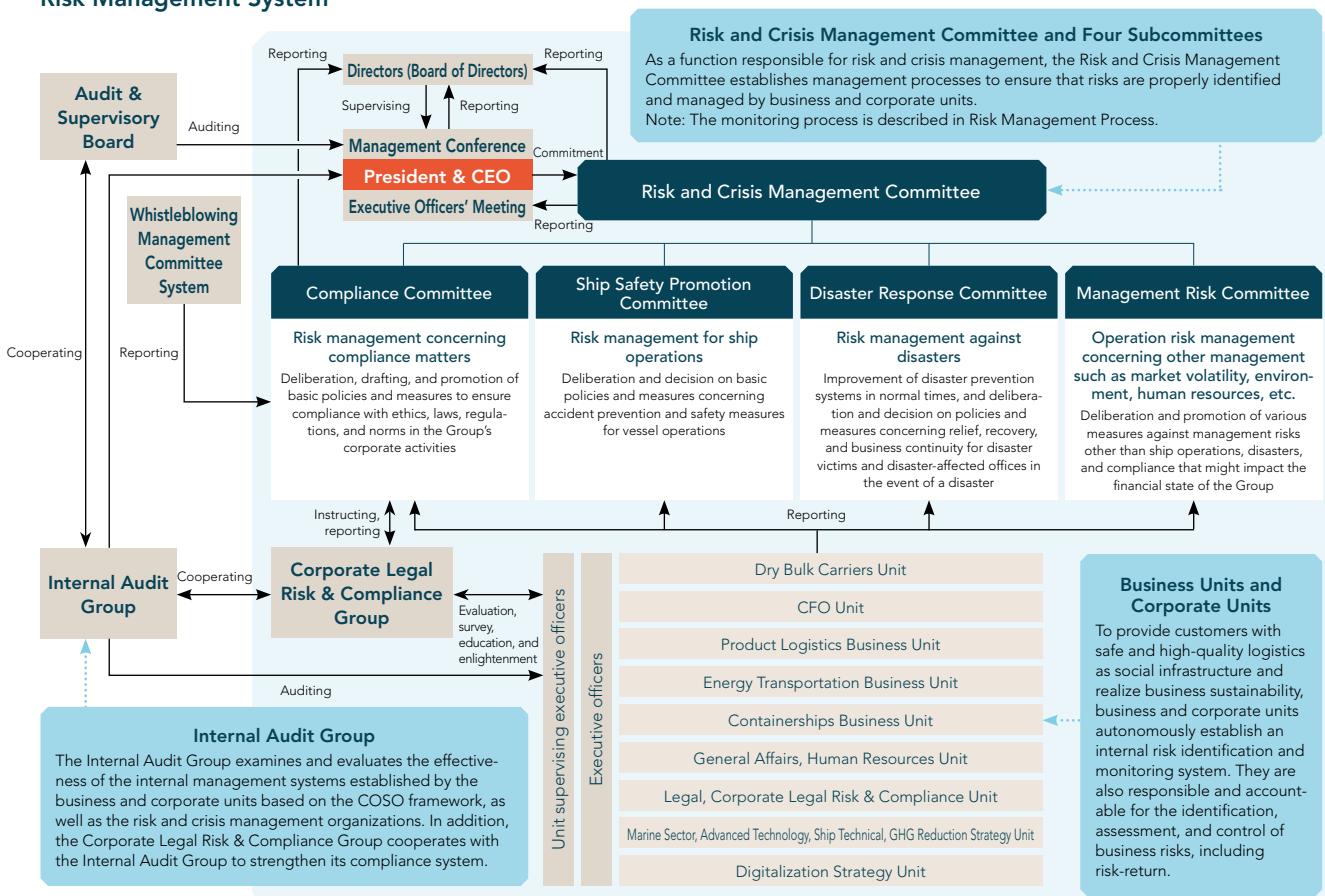 Risk Management System
Risk and Crisis Management Committee and Four Subcommittees
As a function responsible for risk and crisis management, the Risk and Crisis Management
Committee establishes management processes to ensure that risks are properly identified
and managed by business and corporate units.
Note: The monitoring process is described in Risk Management Process.
Reporting
Directors (Board of Directors)
Reporting
Audit &
Supervisory
Board
Auditing
Supervising
Reporting
Management Conference
Commitment
President & CEO
Executive Officers' Meeting
Reporting
Risk and Crisis Management Committee
Whistleblowing
Management
Committee
System
Cooperating
Reporting
Compliance Committee
Risk management concerning
compliance matters
Deliberation, drafting, and promotion of
basic policies and measures to ensure
compliance with ethics, laws, regula-
tions, and norms in the Group's
corporate activities
Ship Safety Promotion
Committee
Risk management for ship
operations
Deliberation and decision on basic
policies and measures concerning
accident prevention and safety measures
for vessel operations
Disaster Response Committee
Risk management against
disasters
Improvement of disaster prevention
systems in normal times, and delibera-
tion and decision on policies and
measures concerning relief, recovery,
and business continuity for disaster
victims and disaster-affected offices in
the event of a disaster
Management Risk Committee
Operation risk management
concerning other management
such as market volatility, environ-
ment, human resources, etc.
Deliberation and promotion of various
measures against management risks
other than ship operations, disasters,
and compliance that might impact the
financial state of the Group
Instructing,
reporting
Reporting
Internal Audit
Group
Cooperating
Corporate Legal
Risk & Compliance
Group
Evaluation,
survey,
education, and
enlightenment
Auditing
Unit supervising executive officers
Executive officers
Dry Bulk Carriers Unit
CFO Unit
Product Logistics Business Unit
Energy Transportation Business Unit
Containerships Business Unit
General Affairs, Human Resources Unit
Legal, Corporate Legal Risk & Compliance Unit
Marine Sector, Advanced Technology, Ship Technical, GHG Reduction Strategy Unit
Digitalization Strategy Unit
Internal Audit Group
The Internal Audit Group examines and evaluates the effective-
ness of the internal management systems established by the
business and corporate units based on the COSO framework, as
well as the risk and crisis management organizations. In addition,
the Corporate Legal Risk & Compliance Group cooperates with
the Internal Audit Group to strengthen its compliance system.
Business Units and
Corporate Units
To provide customers with
safe and high-quality logistics
as social infrastructure and
realize business sustainability,
business and corporate units
autonomously establish an
internal risk identification and
monitoring system. They are
also responsible and account-
able for the identification,
assessment, and control of
business risks, including
risk-return.